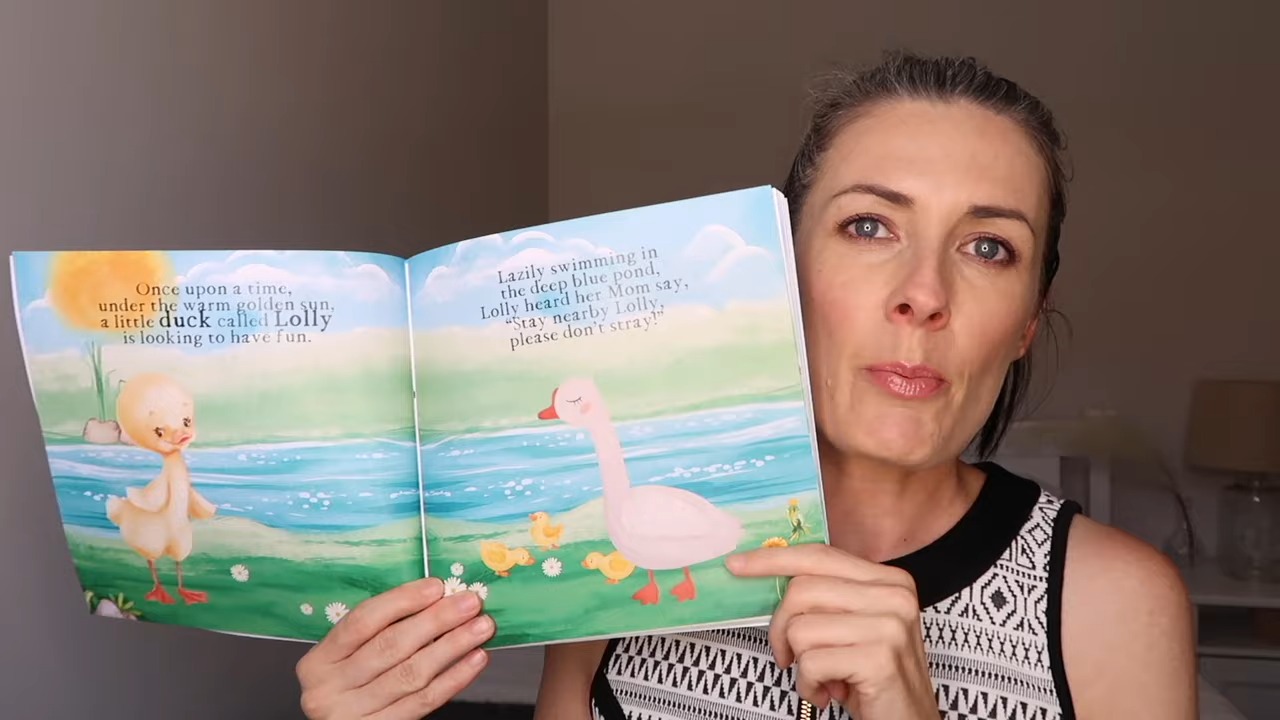 Once upon a time,
under the warm golden sun,
a little duck called Lolly
is looking to have fun.
Lazily swimming in
the deep blue pond,
Lolly heard her Mom say,
“Stay nearby Lolly,
please don't stray!”